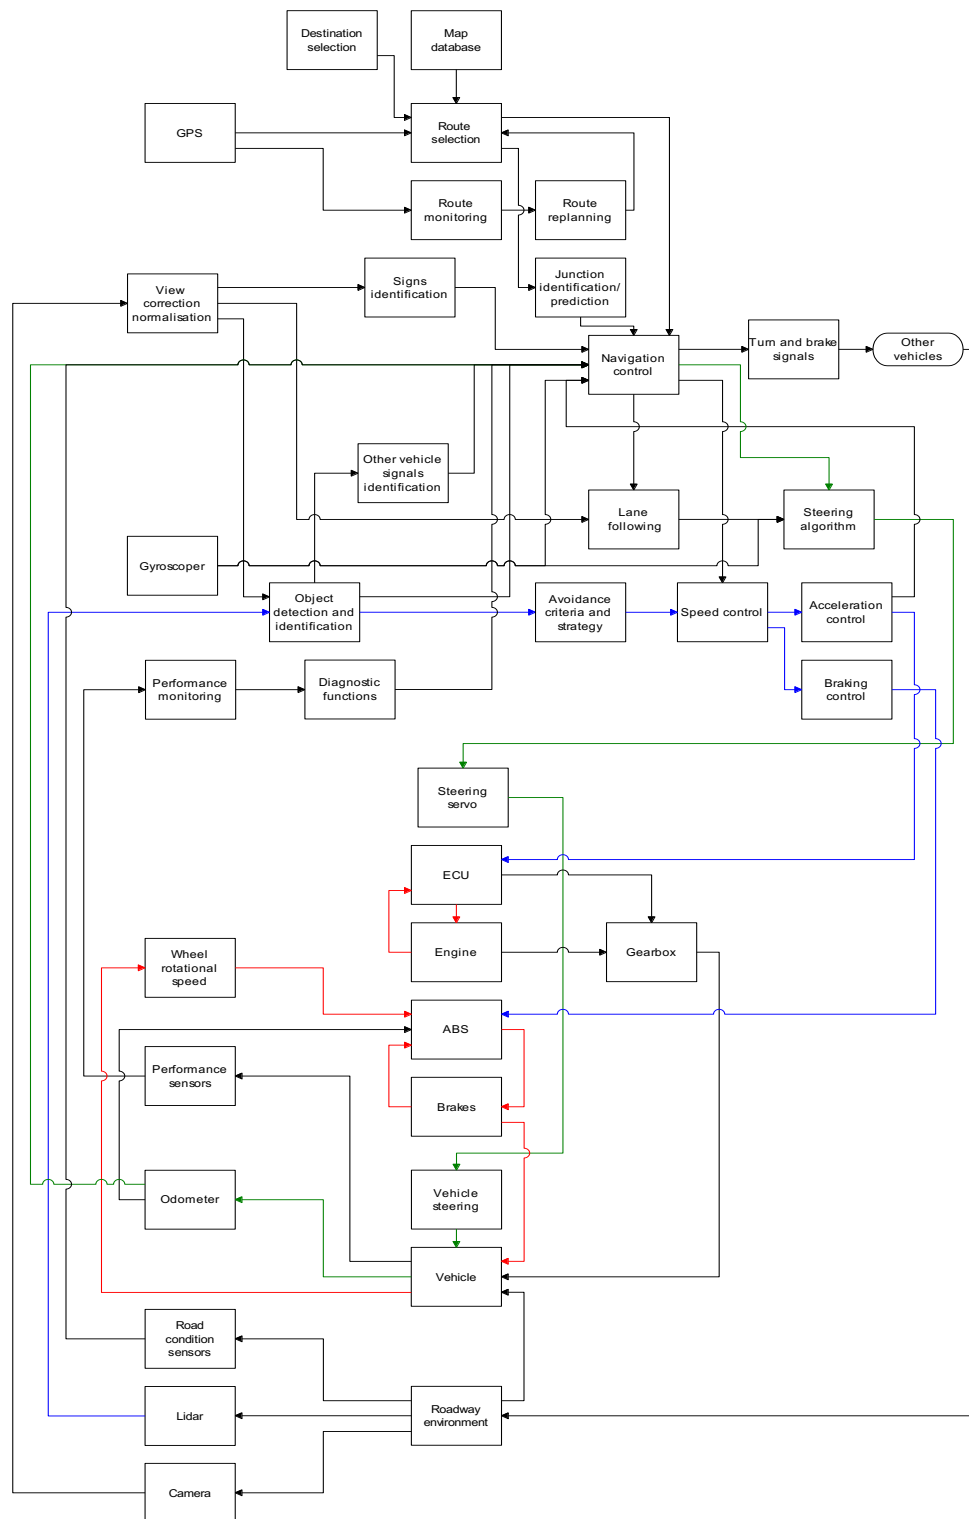 Destination
selection
Map
database
GPS
Route
selection
Route
monitoring
Route
replanning
View
correction
normalisation
Signs
identification
Junction
identification/
prediction
Navigation
control
Turn and brake
signals
Other
vehicles
Other vehicle
signals
identification
Lane
following
Steering
algorithm
Gyroscoper
Object
detection and
identification
Avoidance
criteria and
strategy
Speed control
Acceleration
control
Performance
monitoring
Diagnostic
functions
Braking
control
Steering
servo
ECU
Engine
Gearbox
Wheel
rotational
speed
ABS
Performance
sensors
Brakes
Odometer
Vehicle
steering
Vehicle
Road
condition
sensors
Lidar
Roadway
environment
Camera